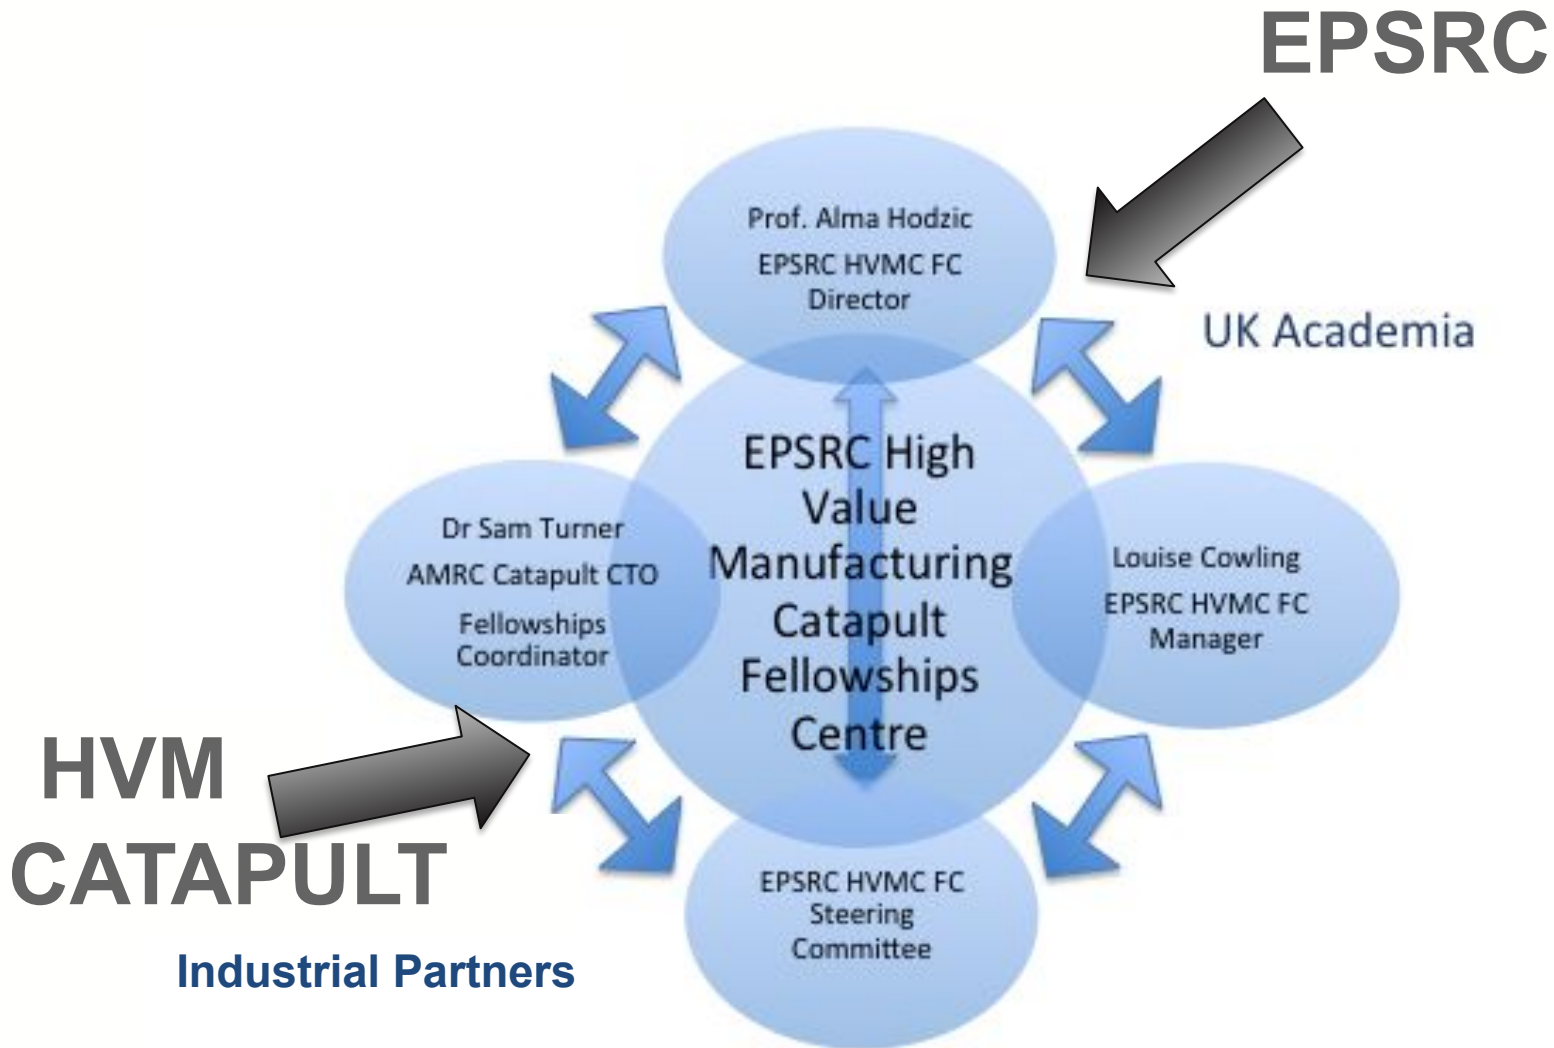 EPSRC
Prof. Alma Hodzic
EPSRC HVMC FC
Director
UK Academia
EPSRC High
Value
Manufacturing
Catapult
Fellowships
Centre
Dr Sam Turner
AMRC Catapult CTO
Fellowships
Coordinator
Louise Cowling
EPSRC HVMC FC
Manager
HVM
CATAPULT
EPSRC HVMC FC
Steering
Committee
Industrial Partners